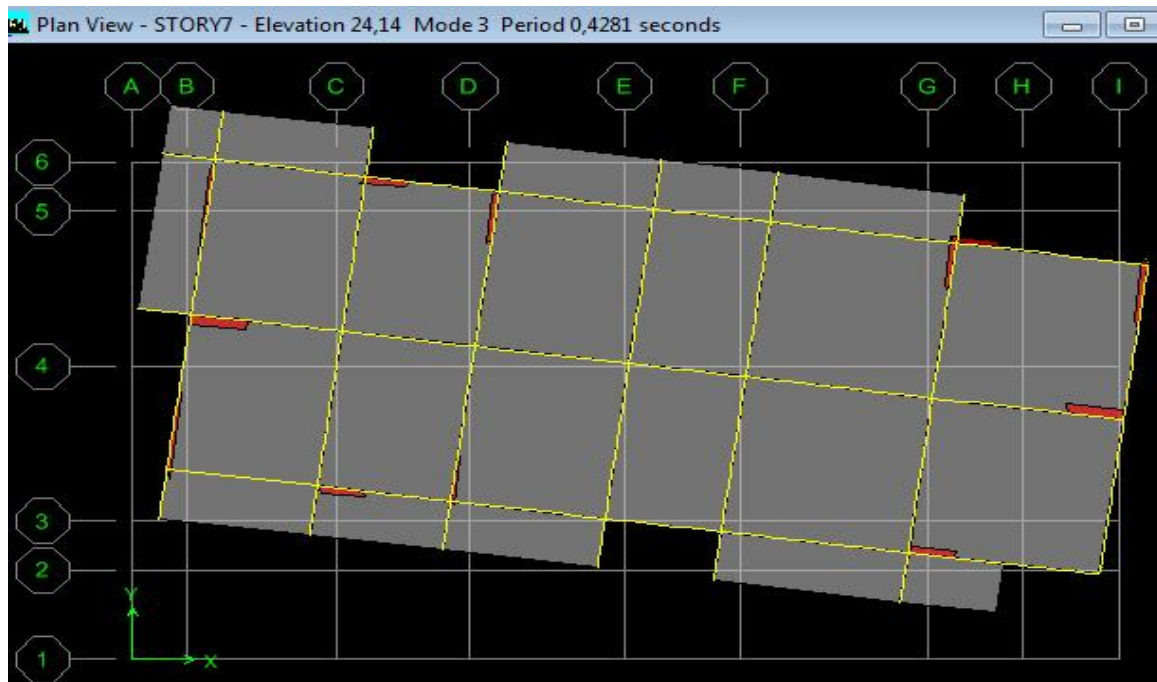 Plan View - STORY7 - Elevation 24,14 Mode 3 Period 0,4281 seconds
A B C D E F G H I
6
5
4
3
2
1
Y
X